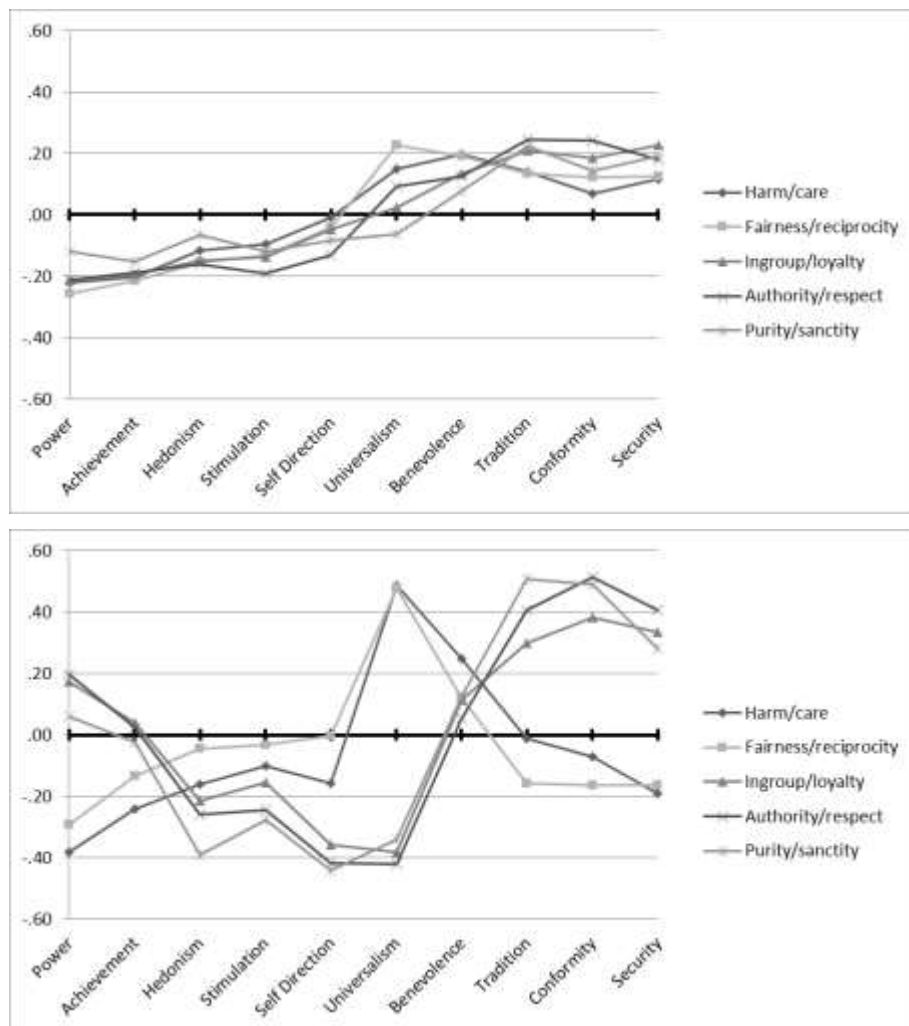 .60
.40
.20
.00
-.20
-.40
-.60
Power
Achievement
Hedonism
Stimulation
Self Direction
Universalism
Benevolence
Tradition
Conformity
Security
Harm/care
Fairness/reciprocity
Ingroup/loyalty
Authority/respect
Purity/sanctity
.60
.40
.20
.00
-.20
-.40
-.60
Power
Achievement
Hedonism
Stimulation
Self Direction
Universalism
Benevolence
Tradition
Conformity
Security
Harm/care
Fairness/reciprocity
Ingroup/loyalty
Authority/respect
Purity/sanctity